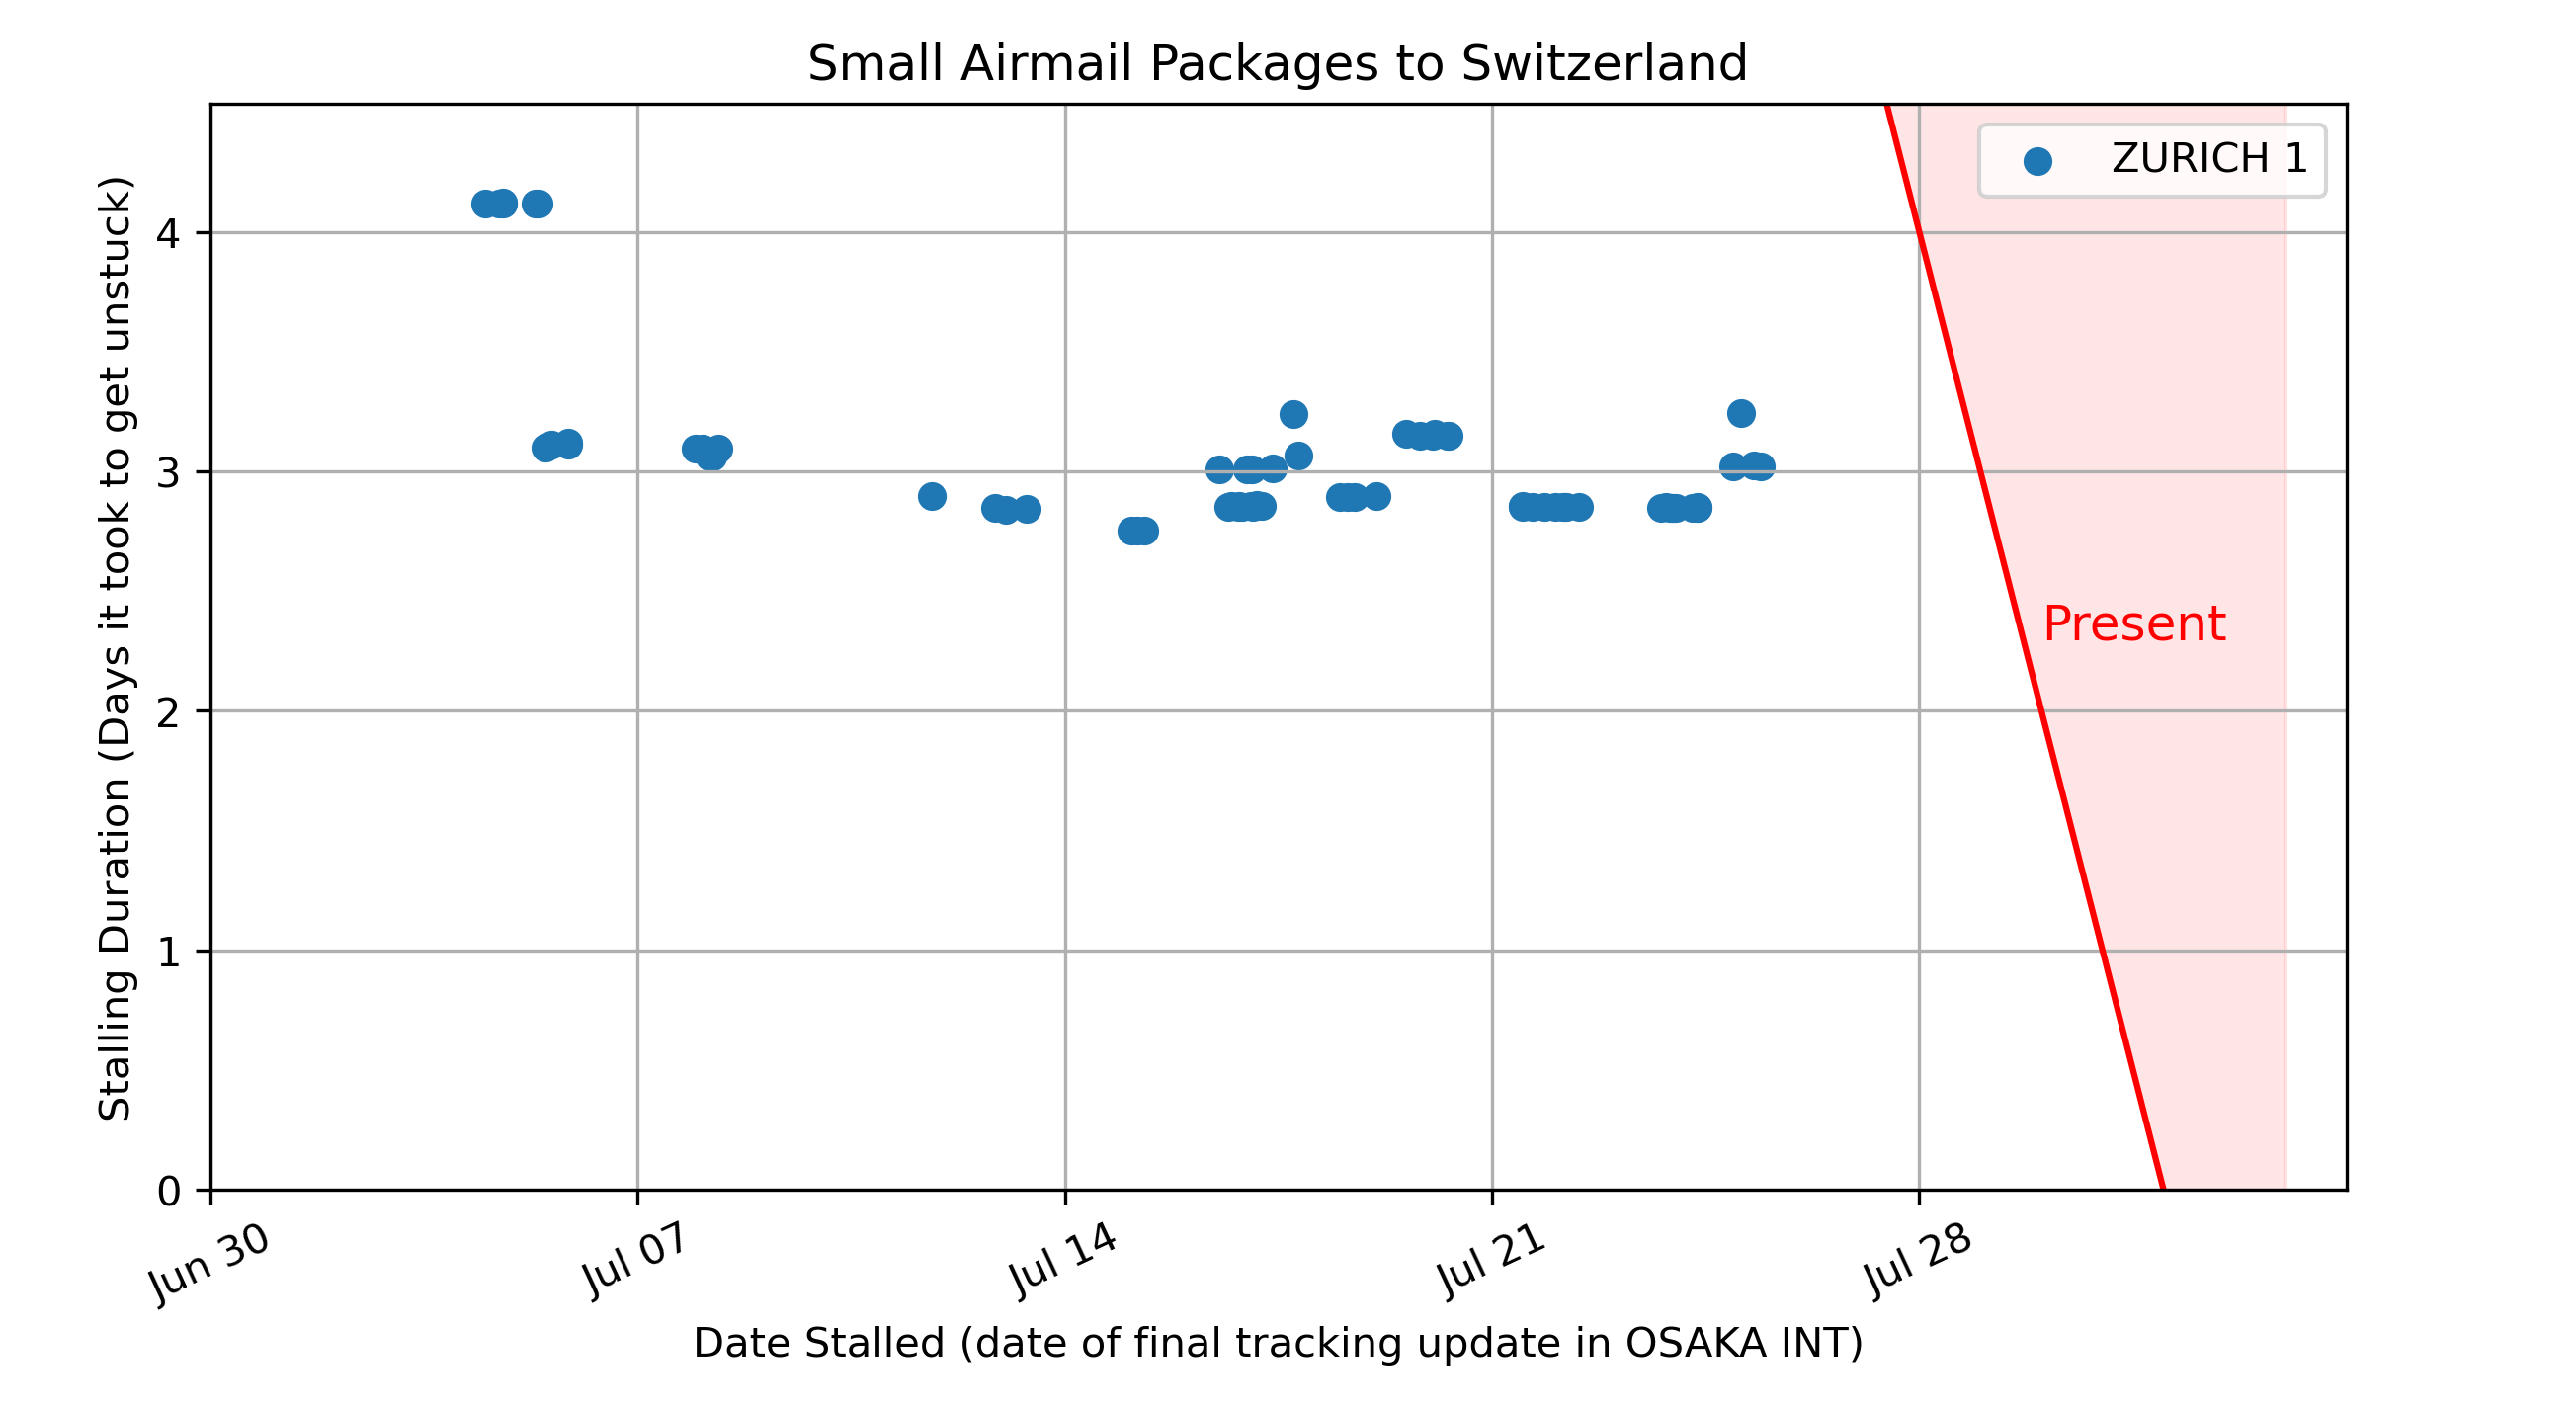 Small Airmail Packages to Switzerland
ZURICH 1
Stalling Duration (Days it took to get unstuck)
4
3
2
1
0
Present
Jun 30
Jul 07
Jul 14
Jul 21
Jul 28
Date Stalled (date of final tracking update in OSAKA INT)